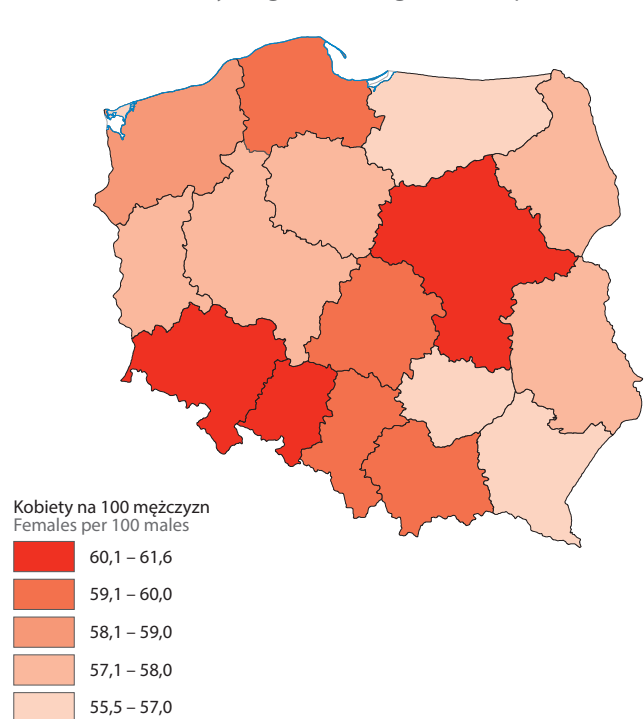 Kobiety na 100 mężczyzn
Females per 100 males
60,1 – 61,6
59,1 – 60,0
58,1 – 59,0
57,1 – 58,0
55,5 – 57,0